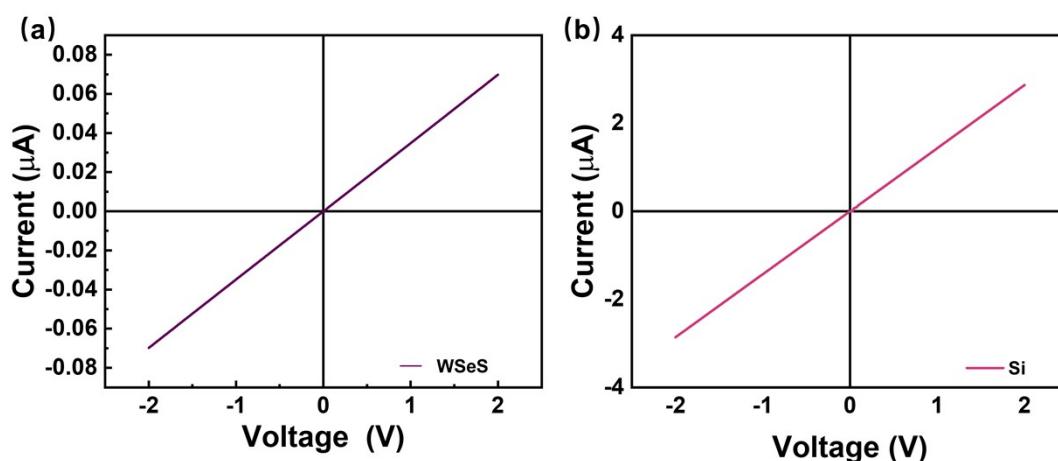 (a)
0.08
0.06
0.04
0.02
0.00
-0.02
-0.04
-0.06
-0.08
Current (μA)
-2 -1 0 1 2
Voltage (V)
WSeS
(b)
4
2
0
-2
-4
Current (μA)
-2 -1 0 1 2
Voltage (V)
Si